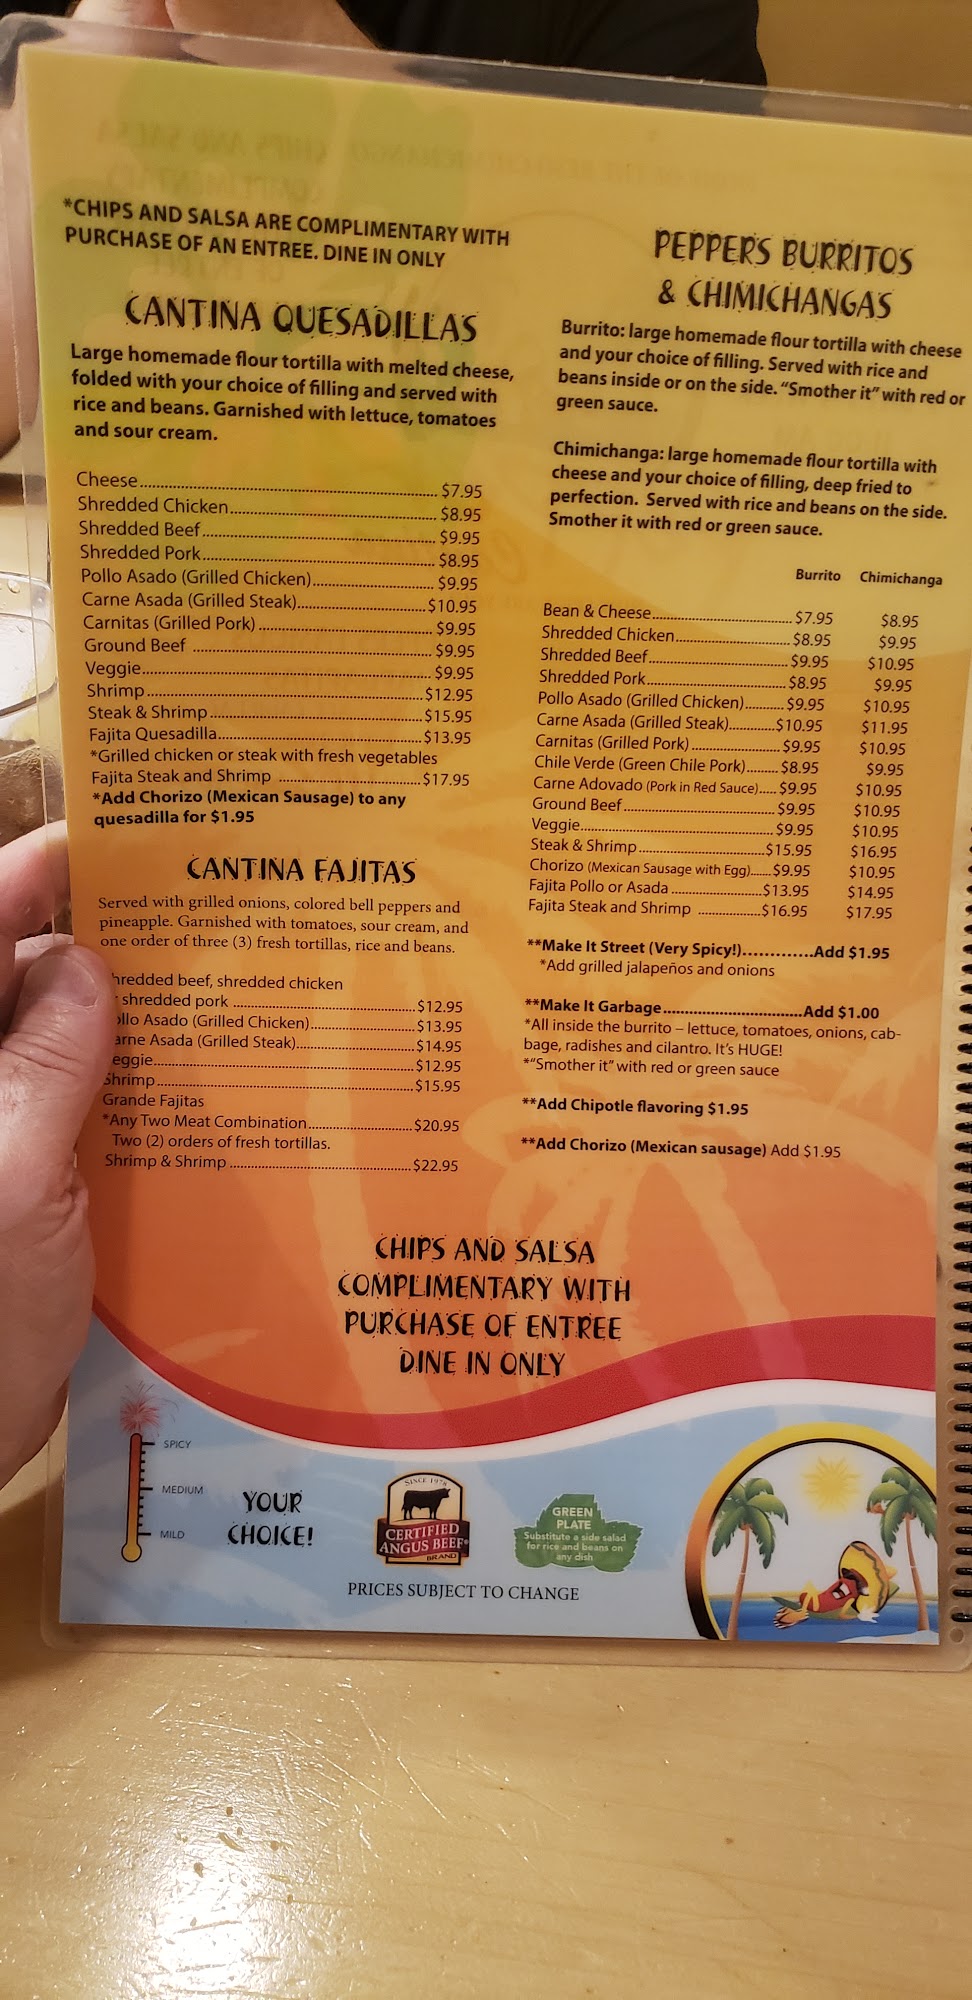 *CHIPS AND SALSA ARE COMPLIMENTARY WITH
PURCHASE OF AN ENTREE. DINE IN ONLY
CANTINA QUESADILLAS
Large homemade flour tortilla with melted cheese,
folded with your choice of filling and served with
rice and beans. Garnished with lettuce, tomatoes
and sour cream.
Cheese $7.95
Shredded Chicken $8.95
Shredded Beef $9.95
Shredded Pork $8.95
Pollo Asado (Grilled Chicken) $9.95
Carne Asada (Grilled Steak) $10.95
Carnitas (Grilled Pork) $9.95
Ground Beef $9.95
Veggie $9.95
Shrimp $12.95
Steak & Shrimp $15.95
Fajita Quesadilla $13.95
*Grilled chicken or steak with fresh vegetables
Fajita Steak and Shrimp $17.95
*Add Chorizo (Mexican Sausage) to any
quesadilla for $1.95
CANTINA FAJITAS
Served with grilled onions, colored bell peppers and
pineapple. Garnished with tomatoes, sour cream, and
one order of three (3) fresh tortillas, rice and beans.
hredded beef, shredded chicken
shredded pork $12.95
ollo Asado (Grilled Chicken) $13.95
arne Asada (Grilled Steak) $14.95
eggie $12.95
Shrimp $15.95
Grande Fajitas
*Any Two Meat Combination $20.95
Two (2) orders of fresh tortillas.
Shrimp & Shrimp $22.95
PEPPERS BURRITOS
& CHIMICHANGAS
Burrito: large homemade flour tortilla with cheese
and your choice of filling. Served with rice and
beans inside or on the side. "Smother it" with red or
green sauce.
Chimichanga: large homemade flour tortilla with
cheese and your choice of filling, deep fried to
perfection. Served with rice and beans on the side.
Smother it with red or green sauce.
Burrito Chimichanga
Bean & Cheese $7.95 $8.95
Shredded Chicken $8.95 $9.95
Shredded Beef $9.95 $10.95
Shredded Pork $8.95 $9.95
Pollo Asado (Grilled Chicken) $9.95 $10.95
Carne Asada (Grilled Steak) $10.95 $11.95
Carnitas (Grilled Pork) $9.95 $10.95
Chile Verde (Green Chile Pork) $8.95 $9.95
Carne Adovado (Pork in Red Sauce) $9.95 $10.95
Ground Beef $9.95 $10.95
Veggie $9.95 $10.95
Steak & Shrimp $15.95 $16.95
Chorizo (Mexican Sausage with Egg) $9.95 $10.95
Fajita Pollo or Asada $13.95 $14.95
Fajita Steak and Shrimp $16.95 $17.95
**Make It Street (Very Spicy!) Add $1.95
*Add grilled jalapeños and onions
**Make It Garbage Add $1.00
*All inside the burrito – lettuce, tomatoes, onions, cab-
bage, radishes and cilantro. It's HUGE!
*"Smother it" with red or green sauce
**Add Chipotle flavoring $1.95
**Add Chorizo (Mexican sausage) Add $1.95
CHIPS AND SALSA
COMPLIMENTARY WITH
PURCHASE OF ENTREE
DINE IN ONLY
SPICY
MEDIUM
MILD
YOUR
CHOICE!
SINCE 1978
CERTIFIED
ANGUS BEEF®
BRAND
GREEN
PLATE
Substitute a side salad
for rice and beans on
any dish
PRICES SUBJECT TO CHANGE